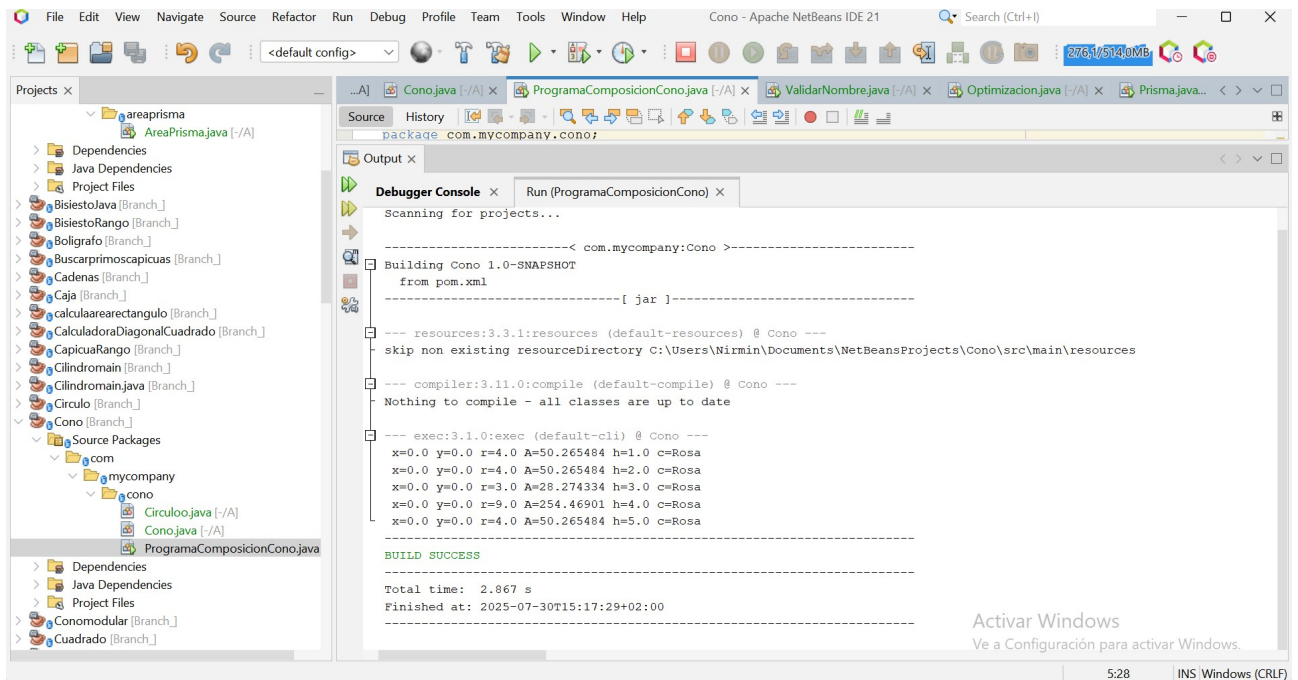 File Edit View Navigate Source Refactor Run Debug Profile Team Tools Window Help Cono - Apache NetBeans IDE 21 Search (Ctrl+I)
<default config> 276,1/514,0MB
Projects
...A] Cono.java [-/A] ProgramaComposicionCono.java [-/A] ValidarNombre.java [-/A] Optimizacion.java [-/A] Prisma.java...
Source History
package com.mycompany.cono;
areaprisma
AreaPrisma.java [-/A]
Dependencies
Java Dependencies
Project Files
BisiestoJava [Branch_]
BisiestoRango [Branch_]
Boligrafo [Branch_]
Buscarprimoscapicuas [Branch_]
Cadenas [Branch_]
Caja [Branch_]
calculaarearectangulo [Branch_]
CalculadoraDiagonalCuadrado [Branch_]
CapicuaRango [Branch_]
Cilindromain [Branch_]
Cilindromain.java [Branch_]
Circulo [Branch_]
Cono [Branch_]
Source Packages
com
mycompany
cono
Circuloo.java [-/A]
Cono.java [-/A]
ProgramaComposicionCono.java
Dependencies
Java Dependencies
Project Files
Conomodular [Branch_]
Cuadrado [Branch_]
Output
Debugger Console Run (ProgramaComposicionCono)
Scanning for projects...
-------------------------< com.mycompany:Cono >-------------------------
Building Cono 1.0-SNAPSHOT
from pom.xml
--------------------------------[ jar ]---------------------------------
--- resources:3.3.1:resources (default-resources) @ Cono ---
skip non existing resourceDirectory C:\Users\Nirmin\Documents\NetBeansProjects\Cono\src\main\resources
--- compiler:3.11.0:compile (default-compile) @ Cono ---
Nothing to compile - all classes are up to date
--- exec:3.1.0:exec (default-cli) @ Cono ---
x=0.0 y=0.0 r=4.0 A=50.265484 h=1.0 c=Rosa
x=0.0 y=0.0 r=4.0 A=50.265484 h=2.0 c=Rosa
x=0.0 y=0.0 r=3.0 A=28.274334 h=3.0 c=Rosa
x=0.0 y=0.0 r=9.0 A=254.46901 h=4.0 c=Rosa
x=0.0 y=0.0 r=4.0 A=50.265484 h=5.0 c=Rosa
------------------------------------------------------------------------
BUILD SUCCESS
------------------------------------------------------------------------
Total time: 2.867 s
Finished at: 2025-07-30T15:17:29+02:00
------------------------------------------------------------------------
Activar Windows
Ve a Configuración para activar Windows.
5:28 INS Windows (CRLF)